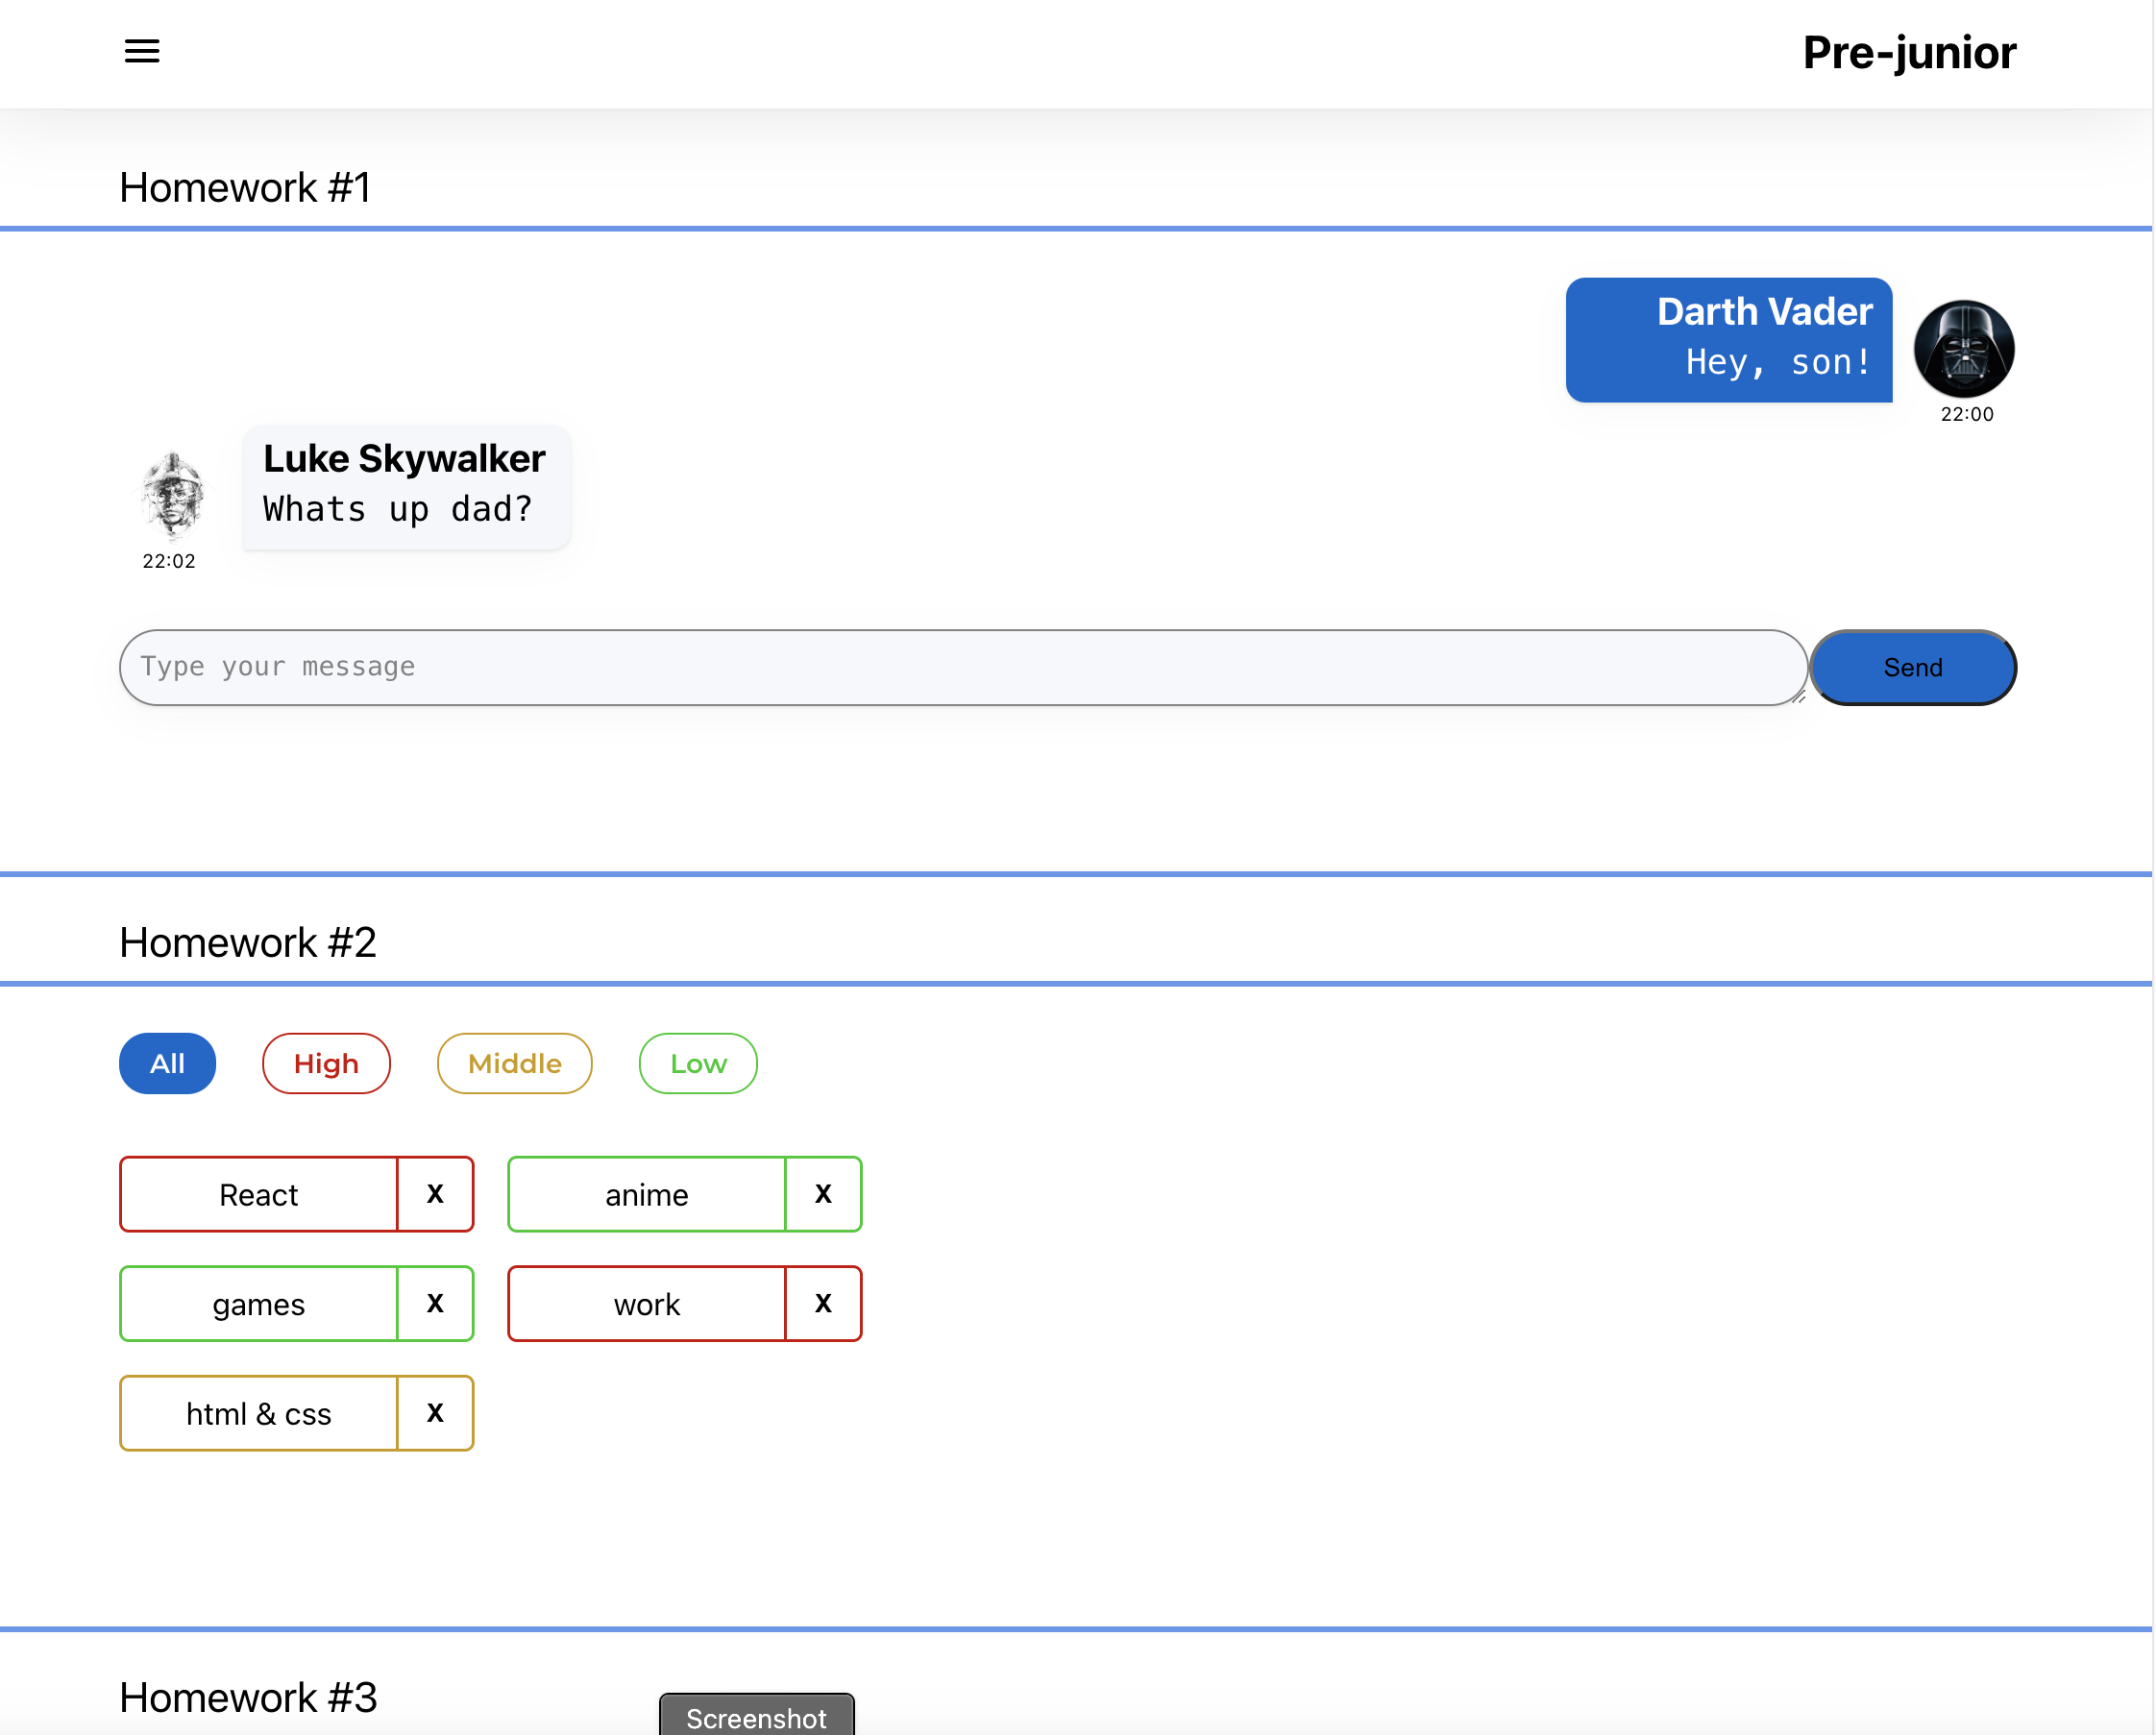 Pre-junior
Homework #1
Darth Vader
Hey, son!
22:00
Luke Skywalker
Whats up dad?
22:02
Type your message
Send
Homework #2
All High Middle Low
React X anime X
games X work X
html & css X
Homework #3
Screenshot